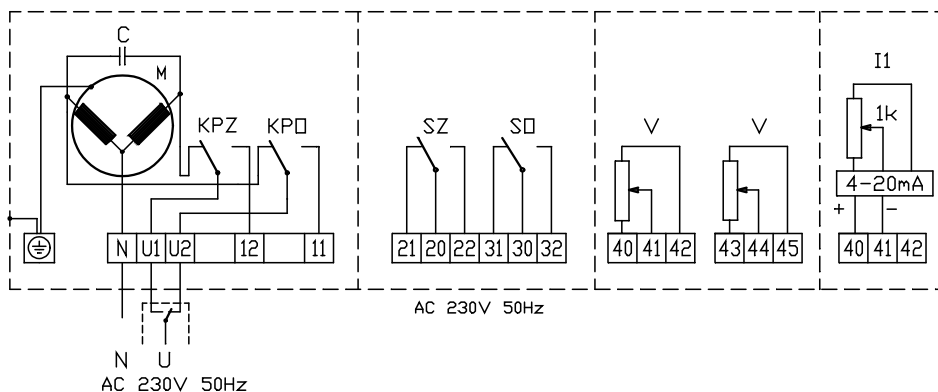 C
M
I1
KPZ KPO
SZ SO
V V
1k
4-20mA
+ -
N U1 U2 12 11
21 20 22 31 30 32
40 41 42
43 44 45
40 41 42
AC 230V 50Hz
N U
AC 230V 50Hz